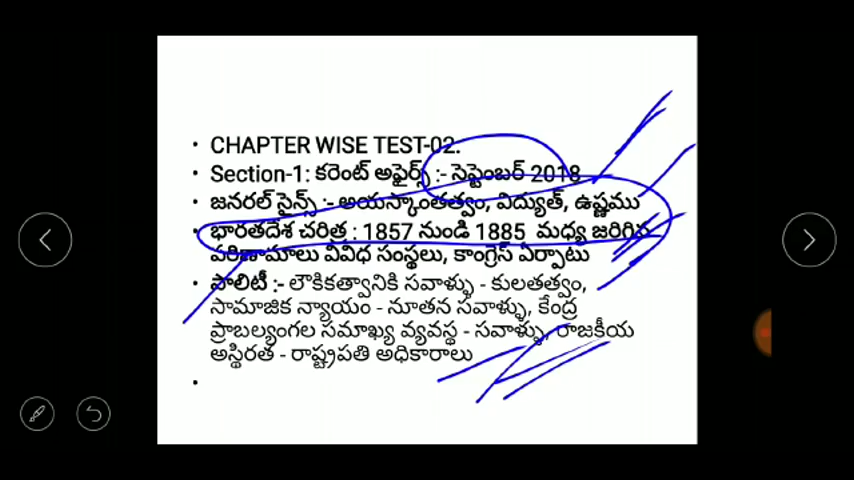 • CHAPTER WISE TEST-02:
• Section-1: కరెంట్ అఫైర్స్ :- సెప్టెంబర్ 2018
• జనరల్ సైన్స్ :- అయస్కాంతత్వం, విద్యుత్, ఉష్ణము
• భారతదేశ చరిత్ర : 1857 నుండి 1885 మధ్య జరిగిన
పరిణామాలు వివిధ సంస్థలు, కాంగ్రెస్ ఏర్పాటు
• పాలిటీ :- లౌకికత్వానికి సవాళ్ళు - కులతత్వం,
సామాజిక న్యాయం - నూతన సవాళ్ళు, కేంద్ర
ప్రాబల్యంగల సమాఖ్య వ్యవస్థ - సవాళ్ళు, రాజకీయ
అస్థిరత - రాష్ట్రపతి అధికారాలు
•